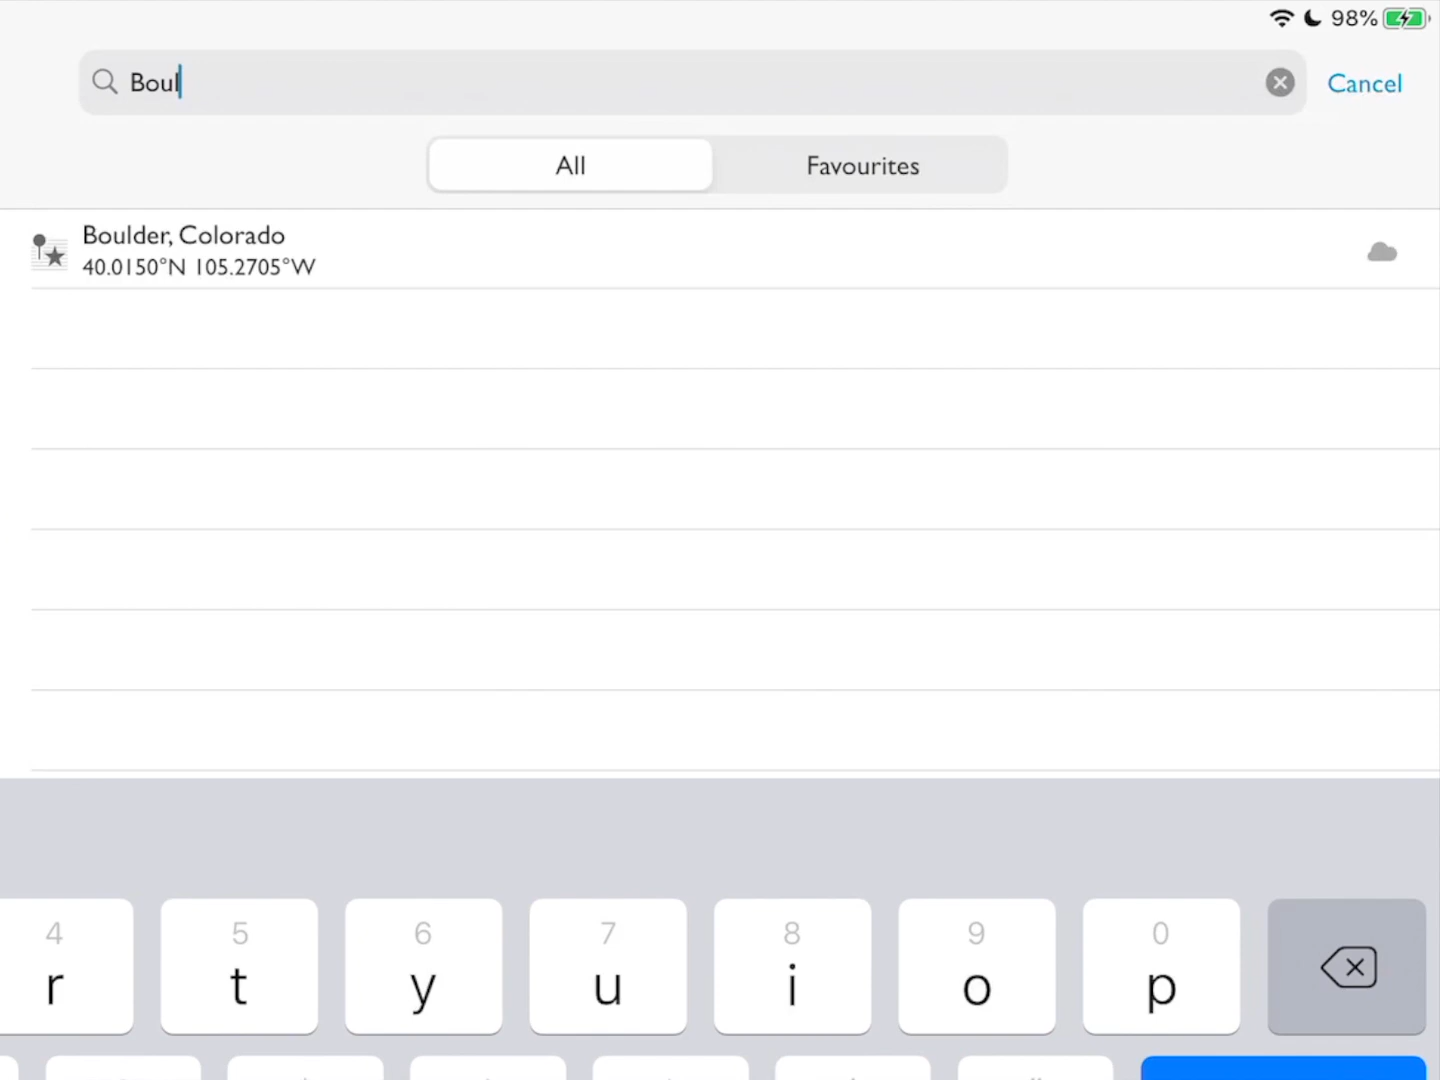 98%
Boul
Cancel
All
Favourites
Boulder, Colorado
40.0150°N 105.2705°W
4 5 6 7 8 9 0
r t y u i o p